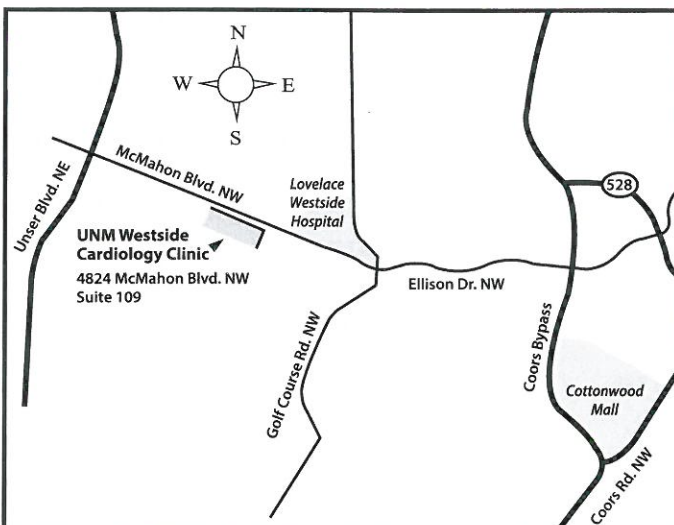 N
W
E
S
528
McMahon Blvd. NW
Unser Blvd. NE
Lovelace
Westside
Hospital
UNM Westside
Cardiology Clinic
4824 McMahon Blvd. NW
Suite 109
Ellison Dr. NW
Golf Course Rd. NW
Coors Bypass
Cottonwood
Mall
Coors Rd. NW